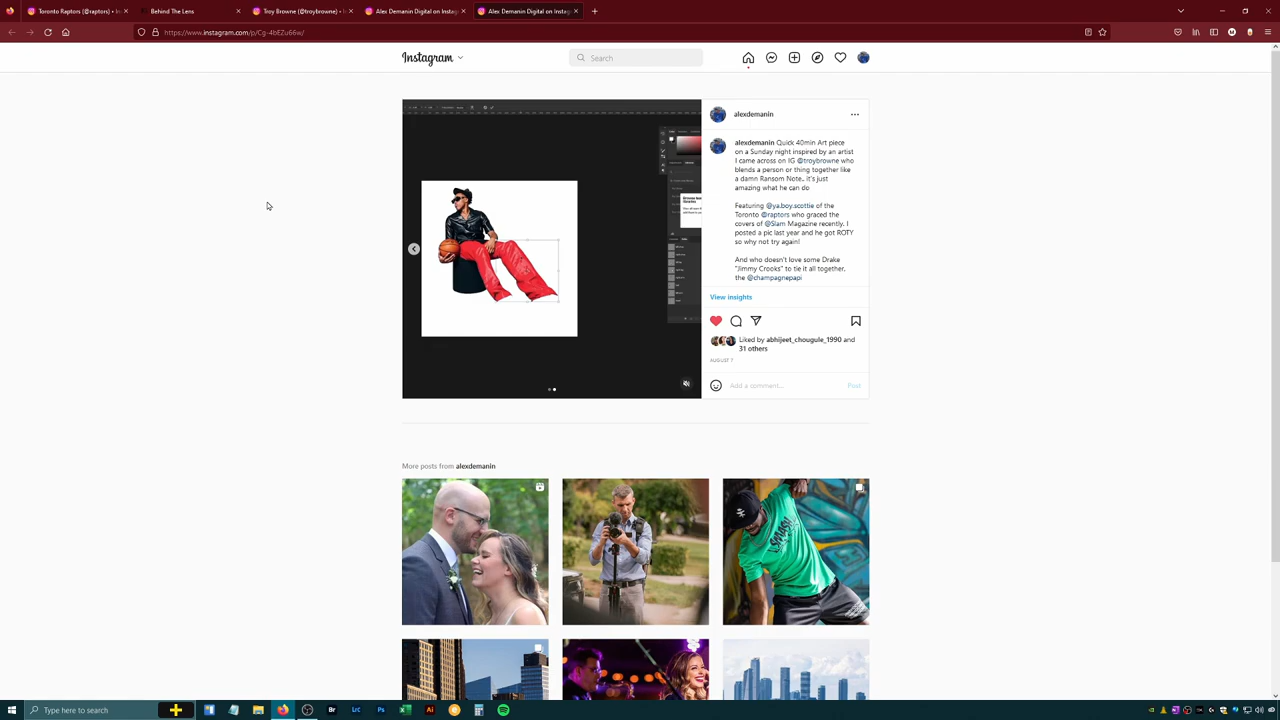 Toronto Raptors (@raptors) • In
Behind The Lens
Troy Browne (@troybrowne) • In
Alex Demanin Digital on Instag
Alex Demanin Digital on Instag
https://www.instagram.com/p/Cg-4bEZu66w/
Instagram
Search
alexdemanin
alexdemanin Quick 40min Art piece
on a Sunday night inspired by an artist
I came across on IG @troybrowne who
blends a person or thing together like
a damn Ransom Note.. it's just
amazing what he can do
Featuring @ya.boy.scottie of the
Toronto @raptors who graced the
covers of @Slam Magazine recently. I
posted a pic last year and he got ROTY
so why not try again!
And who doesn't love some Drake
"Jimmy Crooks" to tie it all together,
the @champagnepapi
View insights
Liked by abhijeet_chougule_1990 and
31 others
AUGUST 7
Add a comment...
Post
More posts from alexdemanin
Type here to search